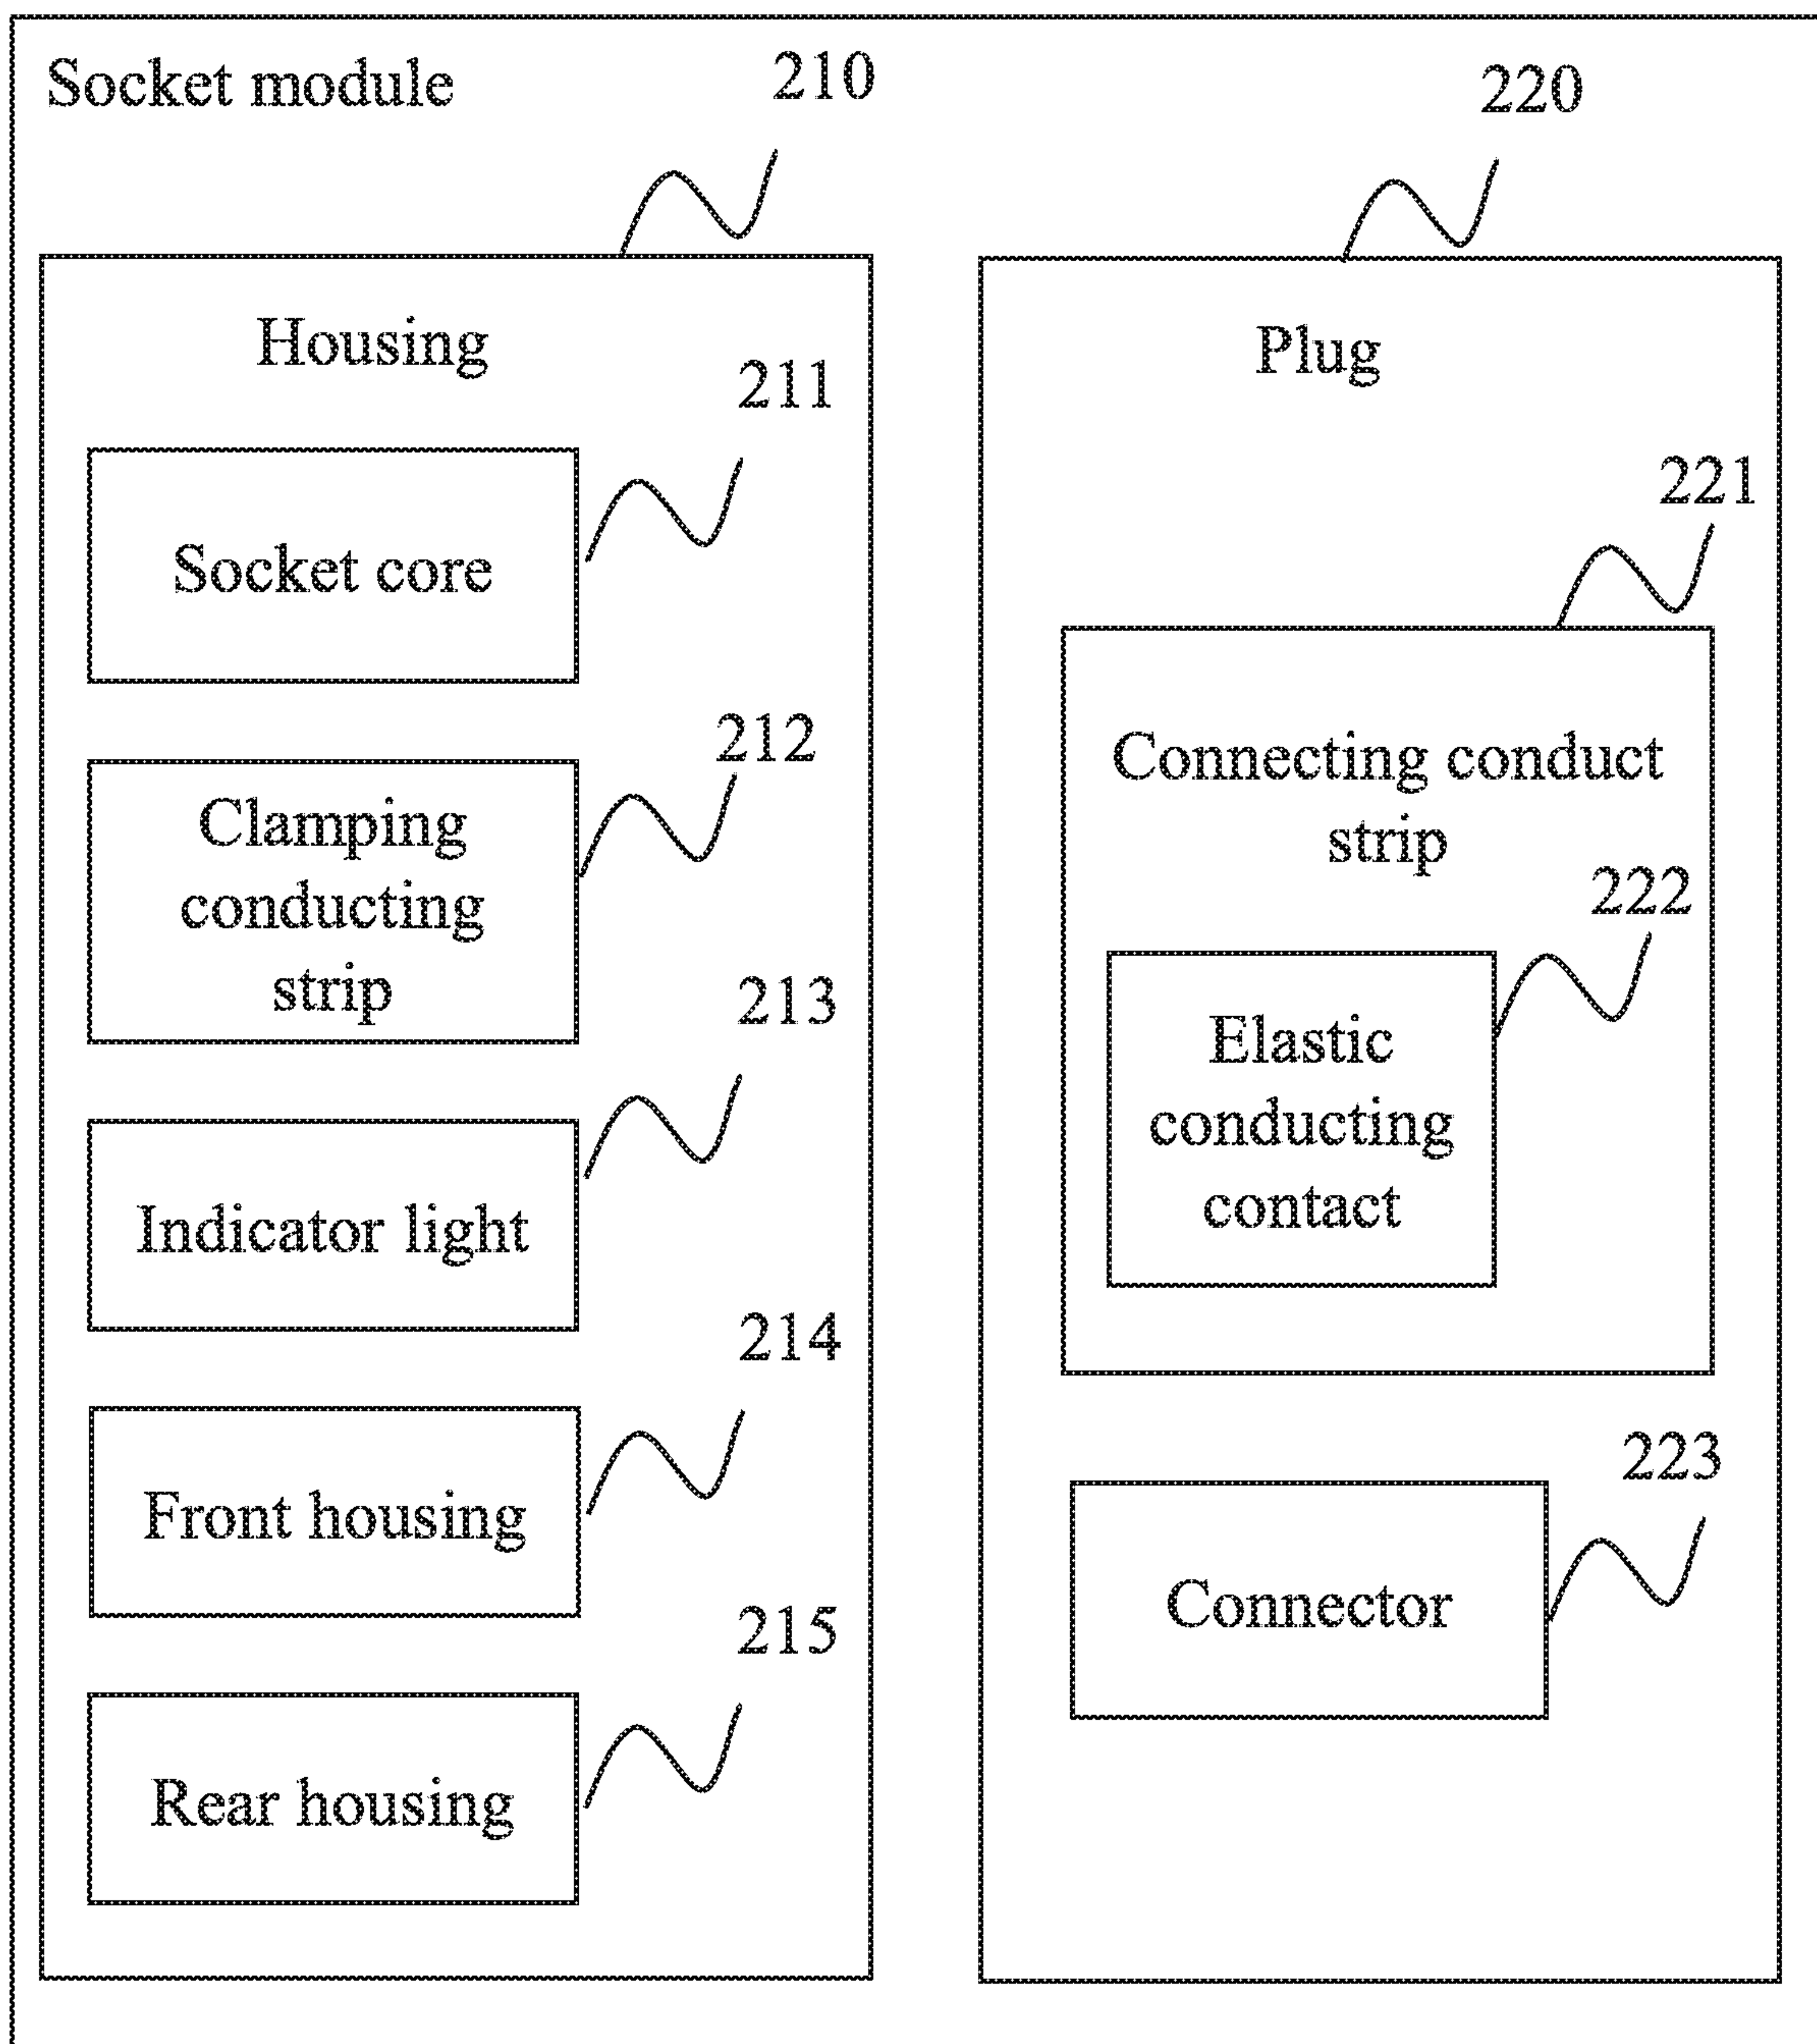 Socket module
210
220
Housing
211
Socket core
212
Clamping
conducting
strip
213
Indicator light
214
Front housing
215
Rear housing
Plug
221
Connecting conduct
strip
222
Elastic
conducting
contact
223
Connector